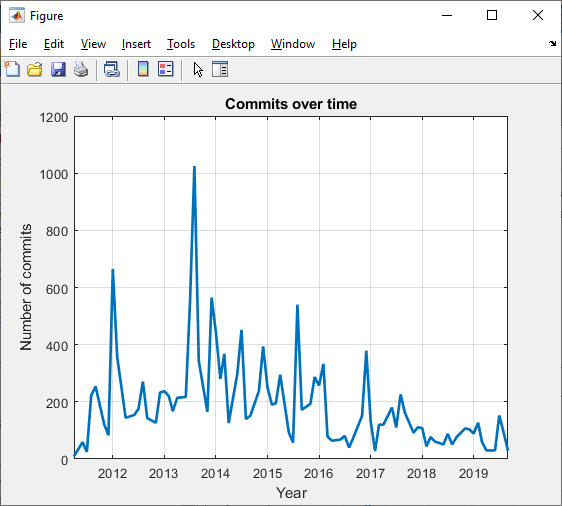 Figure
File Edit View Insert Tools Desktop Window Help
Commits over time
1200
1000
800
600
400
200
0
Number of commits
2012 2013 2014 2015 2016 2017 2018 2019
Year